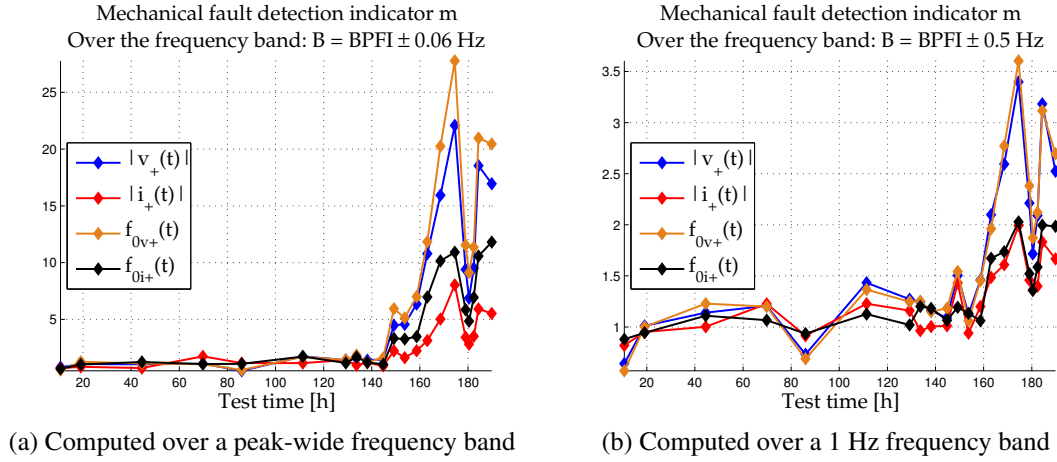 Mechanical fault detection indicator m
Over the frequency band: B = BPFI ± 0.06 Hz
25
20
15
10
5
|v₊(t)|
|i₊(t)|
f₀ᵥ₊(t)
f₀ᵢ₊(t)
20 40 60 80 100 120 140 160 180
Test time [h]
(a) Computed over a peak-wide frequency band
Mechanical fault detection indicator m
Over the frequency band: B = BPFI ± 0.5 Hz
3.5
3
2.5
2
1.5
1
|v₊(t)|
|i₊(t)|
f₀ᵥ₊(t)
f₀ᵢ₊(t)
20 40 60 80 100 120 140 160 180
Test time [h]
(b) Computed over a 1 Hz frequency band